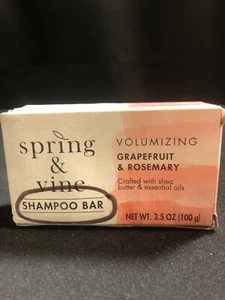 spring
&
vine
SHAMPOO BAR
VOLUMIZING
GRAPEFRUIT
& ROSEMARY
Crafted with shea
butter & essential oils
NET WT. 3.5 OZ (100 g)